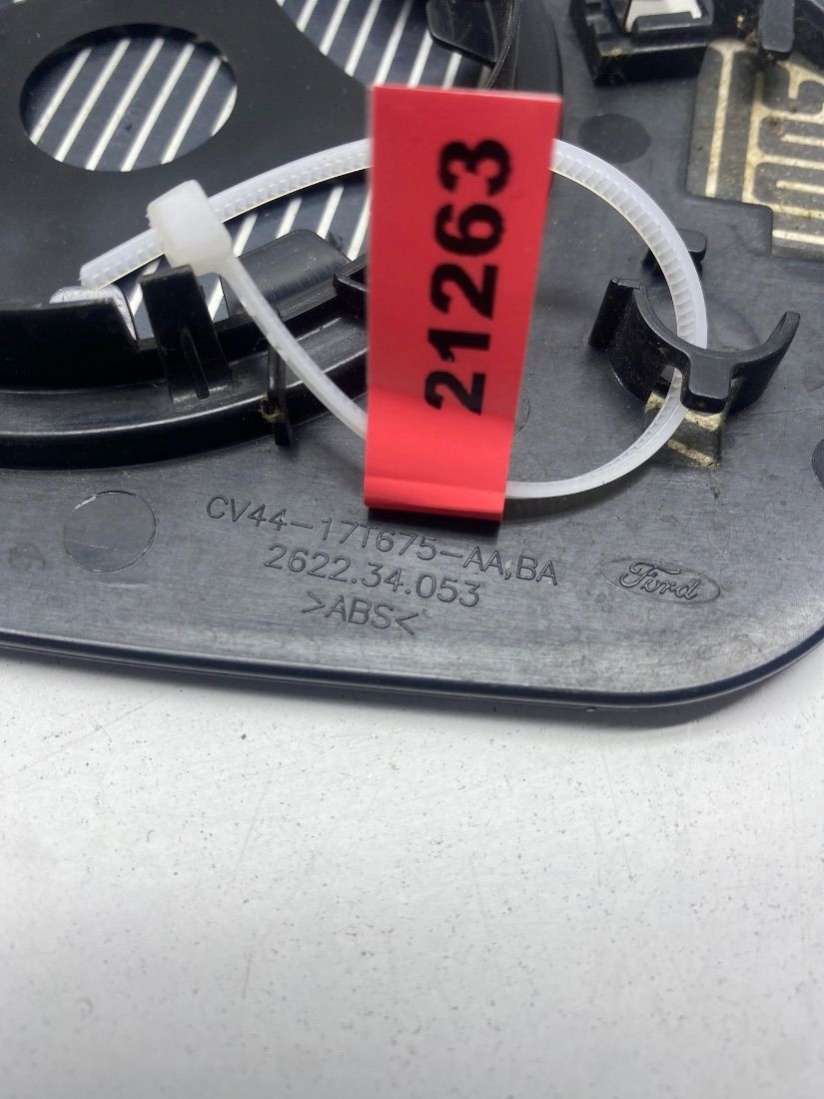 21263
CV44-17T675-AA,BA
2622.34.053
>ABS<
Ford